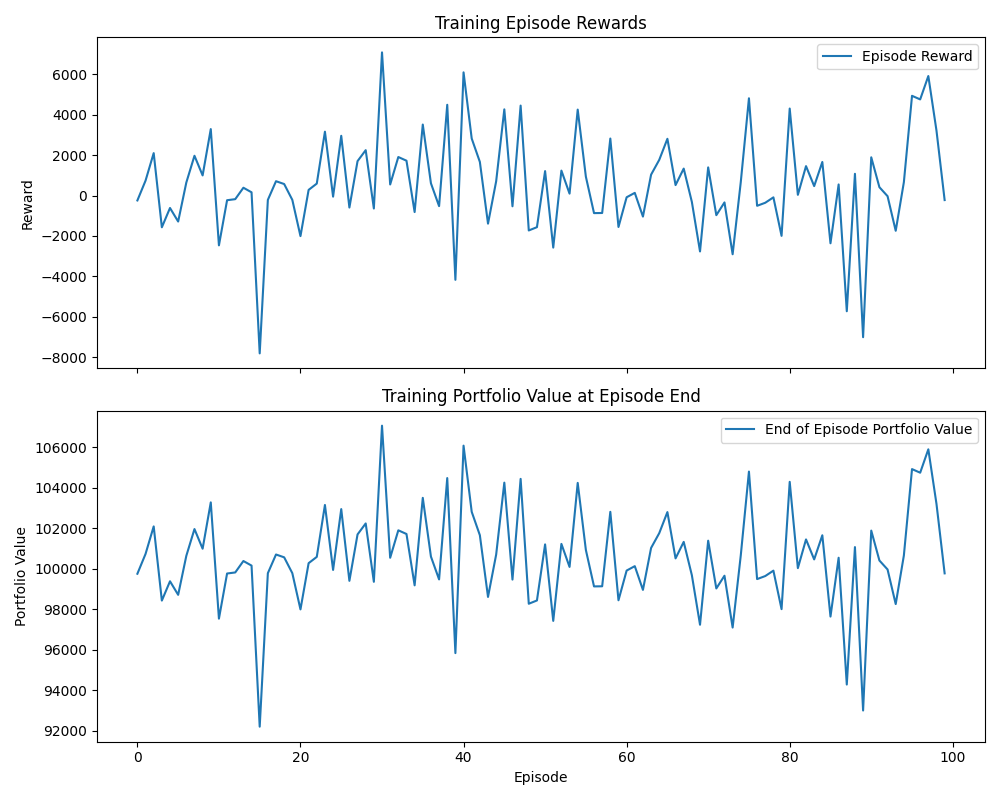 Training Episode Rewards
Episode Reward
6000
4000
2000
0
−2000
−4000
−6000
−8000
Reward
Training Portfolio Value at Episode End
End of Episode Portfolio Value
106000
104000
102000
100000
98000
96000
94000
92000
Portfolio Value
0 20 40 60 80 100
Episode